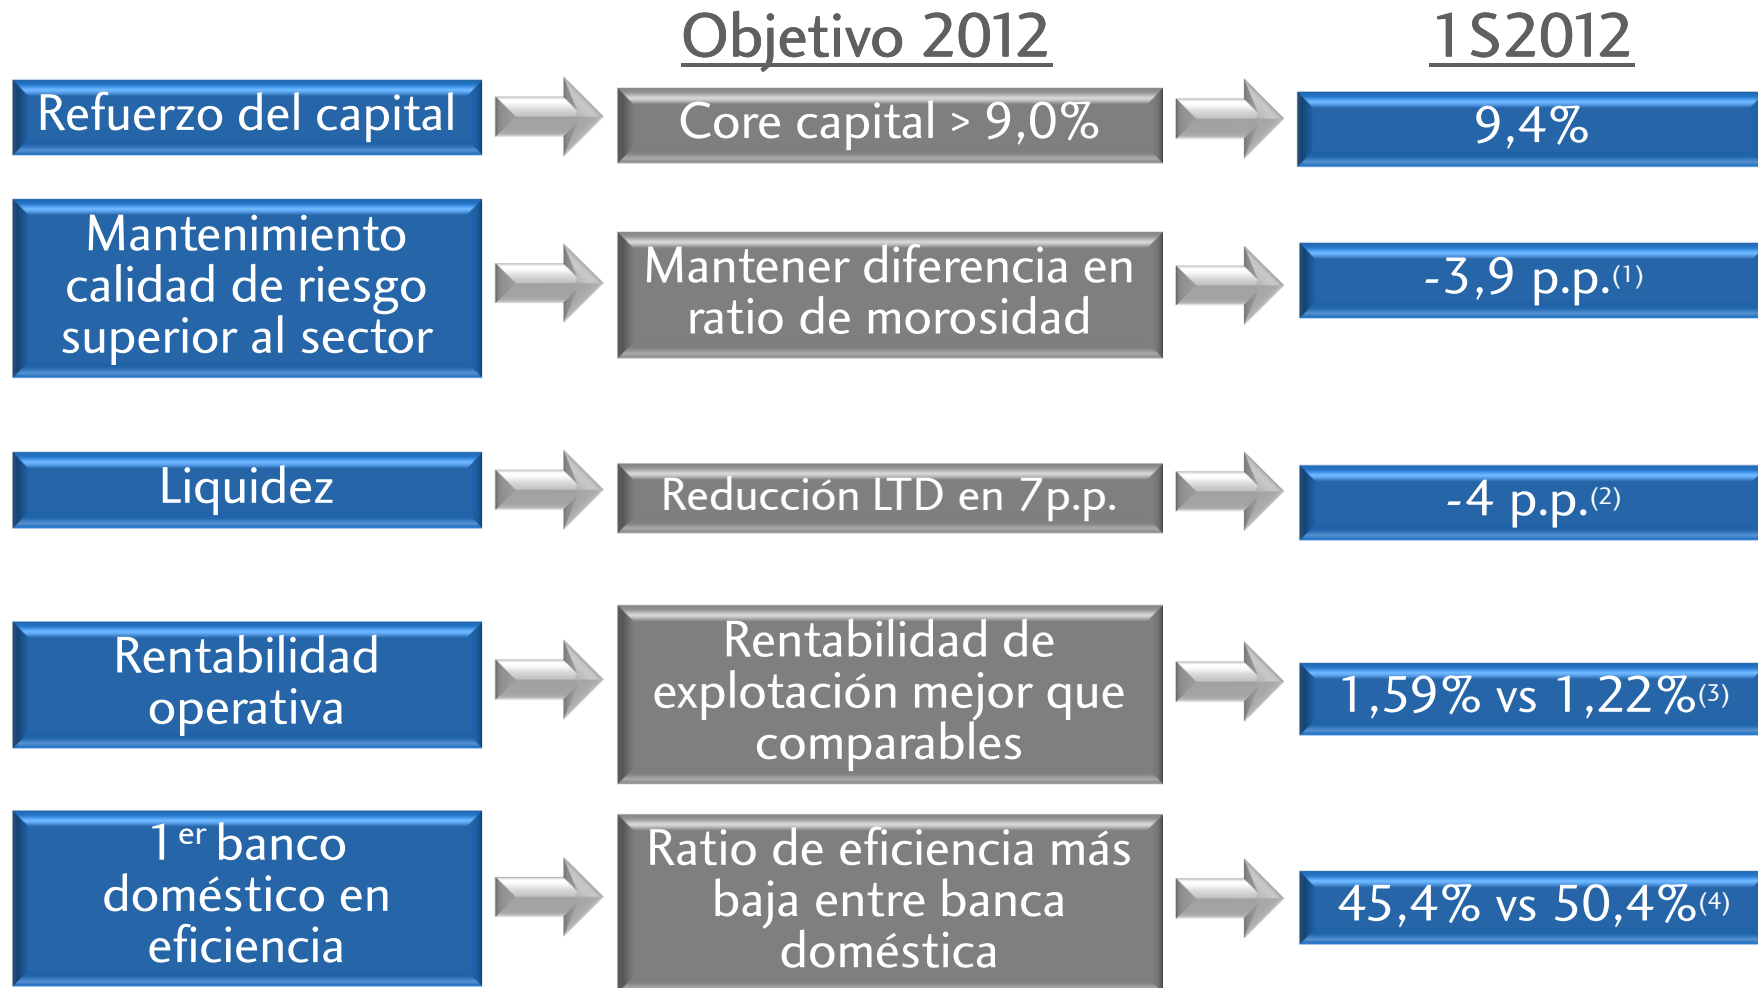 Objetivo 2012
1S2012
Refuerzo del capital
Core capital > 9,0%
9,4%
Mantenimiento
calidad de riesgo
superior al sector
Mantener diferencia en
ratio de morosidad
-3,9 p.p.(1)
Liquidez
Reducción LTD en 7p.p.
-4 p.p.(2)
Rentabilidad
operativa
Rentabilidad de
explotación mejor que
comparables
1,59% vs 1,22%(3)
1er banco
doméstico en
eficiencia
Ratio de eficiencia más
baja entre banca
doméstica
45,4% vs 50,4%(4)